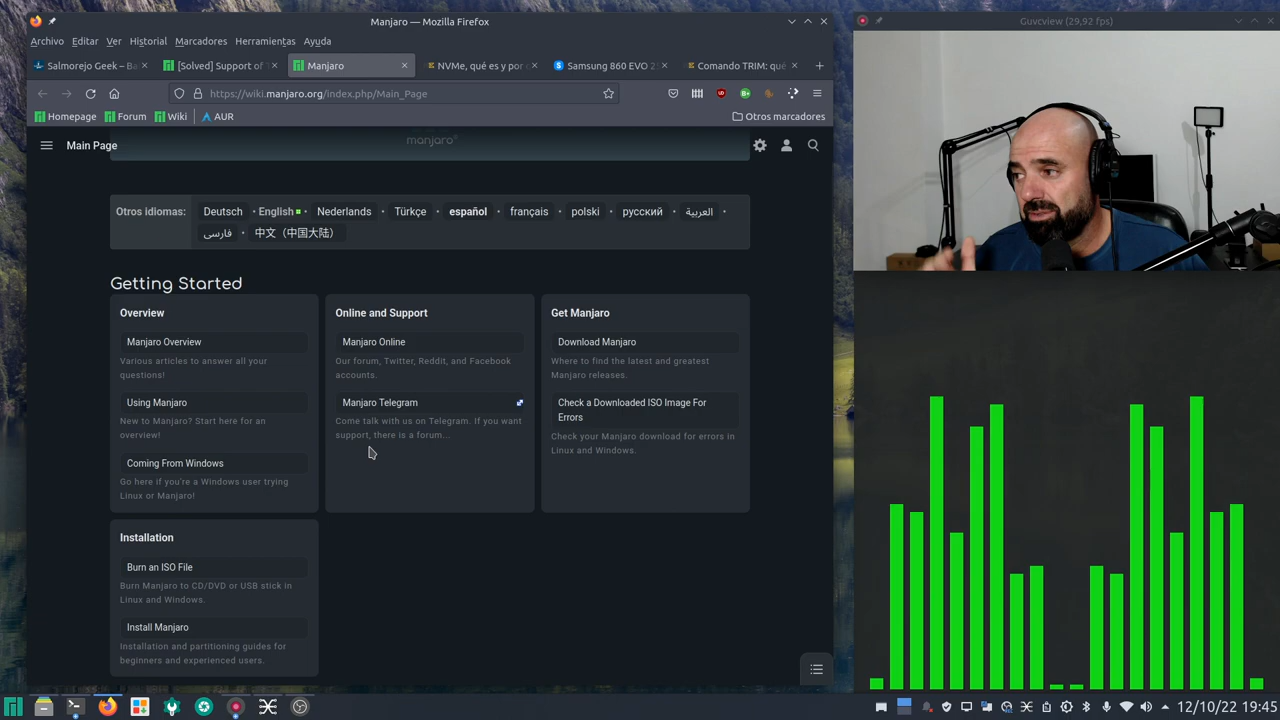 Manjaro — Mozilla Firefox
Guvcview (29,92 fps)
Archivo Editar Ver Historial Marcadores Herramientas Ayuda
Salmorejo Geek – Ba
[Solved] Support of T
Manjaro
NVMe, qué es y por q
Samsung 860 EVO 25
Comando TRIM: qué
https://wiki.manjaro.org/index.php/Main_Page
Homepage Forum Wiki AUR Otros marcadores
Main Page
manjaro
Otros idiomas: Deutsch • English • Nederlands • Türkçe • español • français • polski • русский • العربية •
فارسی • 中文（中国大陆）
Getting Started
Overview
Manjaro Overview
Various articles to answer all your
questions!
Using Manjaro
New to Manjaro? Start here for an
overview!
Coming From Windows
Go here if you're a Windows user trying
Linux or Manjaro!
Online and Support
Manjaro Online
Our forum, Twitter, Reddit, and Facebook
accounts.
Manjaro Telegram
Come talk with us on Telegram. If you want
support, there is a forum...
Get Manjaro
Download Manjaro
Where to find the latest and greatest
Manjaro releases.
Check a Downloaded ISO Image For
Errors
Check your Manjaro download for errors in
Linux and Windows.
Installation
Burn an ISO File
Burn Manjaro to CD/DVD or USB stick in
Linux and Windows.
Install Manjaro
Installation and partitioning guides for
beginners and experienced users.
12/10/22 19:45